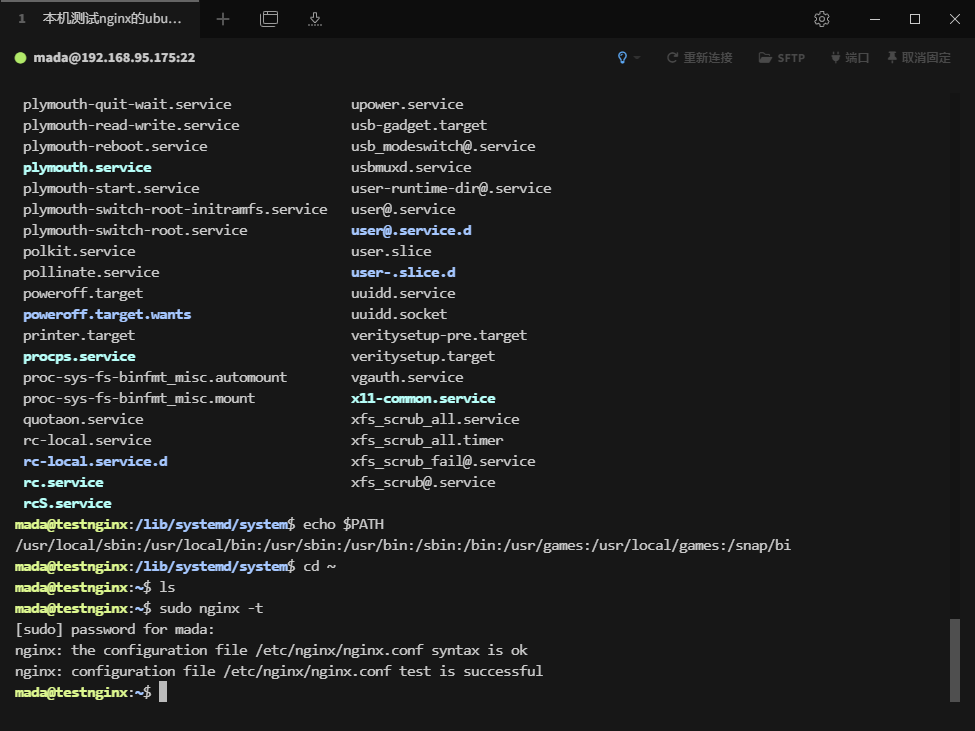 1 本机测试nginx的ubu...
mada@192.168.95.175:22 重新连接 SFTP 端口 取消固定
plymouth-quit-wait.service upower.service
plymouth-read-write.service usb-gadget.target
plymouth-reboot.service usb_modeswitch@.service
plymouth.service usbmuxd.service
plymouth-start.service user-runtime-dir@.service
plymouth-switch-root-initramfs.service user@.service
plymouth-switch-root.service user@.service.d
polkit.service user.slice
pollinate.service user-.slice.d
poweroff.target uuidd.service
poweroff.target.wants uuidd.socket
printer.target veritysetup-pre.target
procps.service veritysetup.target
proc-sys-fs-binfmt_misc.automount vgauth.service
proc-sys-fs-binfmt_misc.mount x11-common.service
quotaon.service xfs_scrub_all.service
rc-local.service xfs_scrub_all.timer
rc-local.service.d xfs_scrub_fail@.service
rc.service xfs_scrub@.service
rcS.service
mada@testnginx:/lib/systemd/system$ echo $PATH
/usr/local/sbin:/usr/local/bin:/usr/sbin:/usr/bin:/sbin:/bin:/usr/games:/usr/local/games:/snap/bi
mada@testnginx:/lib/systemd/system$ cd ~
mada@testnginx:~$ ls
mada@testnginx:~$ sudo nginx -t
[sudo] password for mada:
nginx: the configuration file /etc/nginx/nginx.conf syntax is ok
nginx: configuration file /etc/nginx/nginx.conf test is successful
mada@testnginx:~$